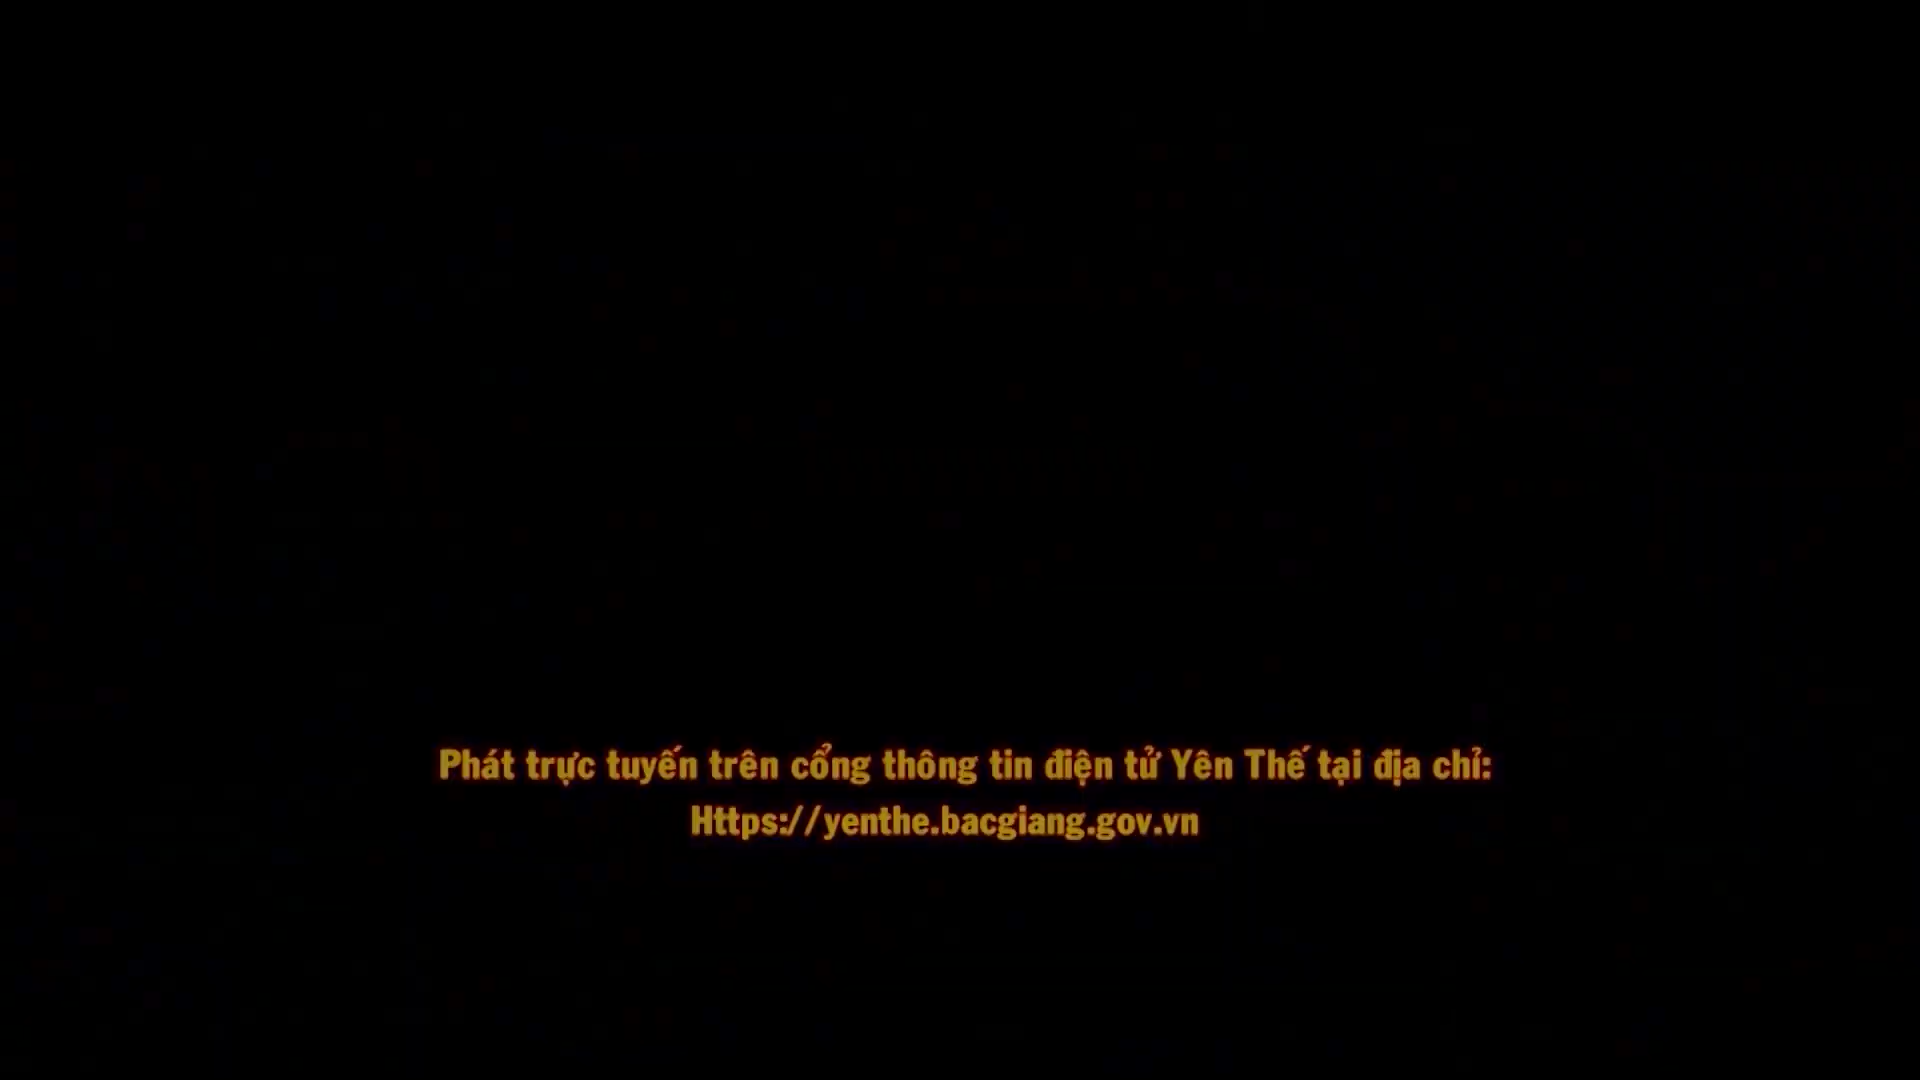 Phát trực tuyến trên cổng thông tin điện tử Yên Thế tại địa chỉ:
Https://yenthe.bacgiang.gov.vn